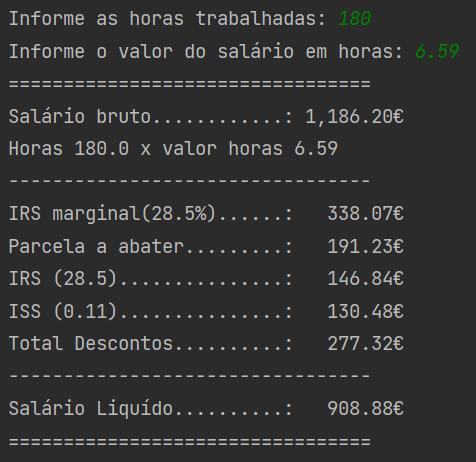 Informe as horas trabalhadas: 180
Informe o valor do salário em horas: 6.59
=================================
Salário bruto............: 1,186.20€
Horas 180.0 x valor horas 6.59
---------------------------------
IRS marginal(28.5%)......:   338.07€
Parcela a abater.........:   191.23€
IRS (28.5)...............:   146.84€
ISS (0.11)...............:   130.48€
Total Descontos..........:   277.32€
---------------------------------
Salário Liquído..........:   908.88€
=================================